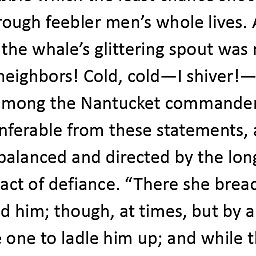 rough feebler men’s whole lives. A
the whale’s glittering spout was
neighbors! Cold, cold—I shiver!—
mong the Nantucket commander
nferable from these statements,
balanced and directed by the long
act of defiance. “There she breac
d him; though, at times, but by a
one to ladle him up; and while t